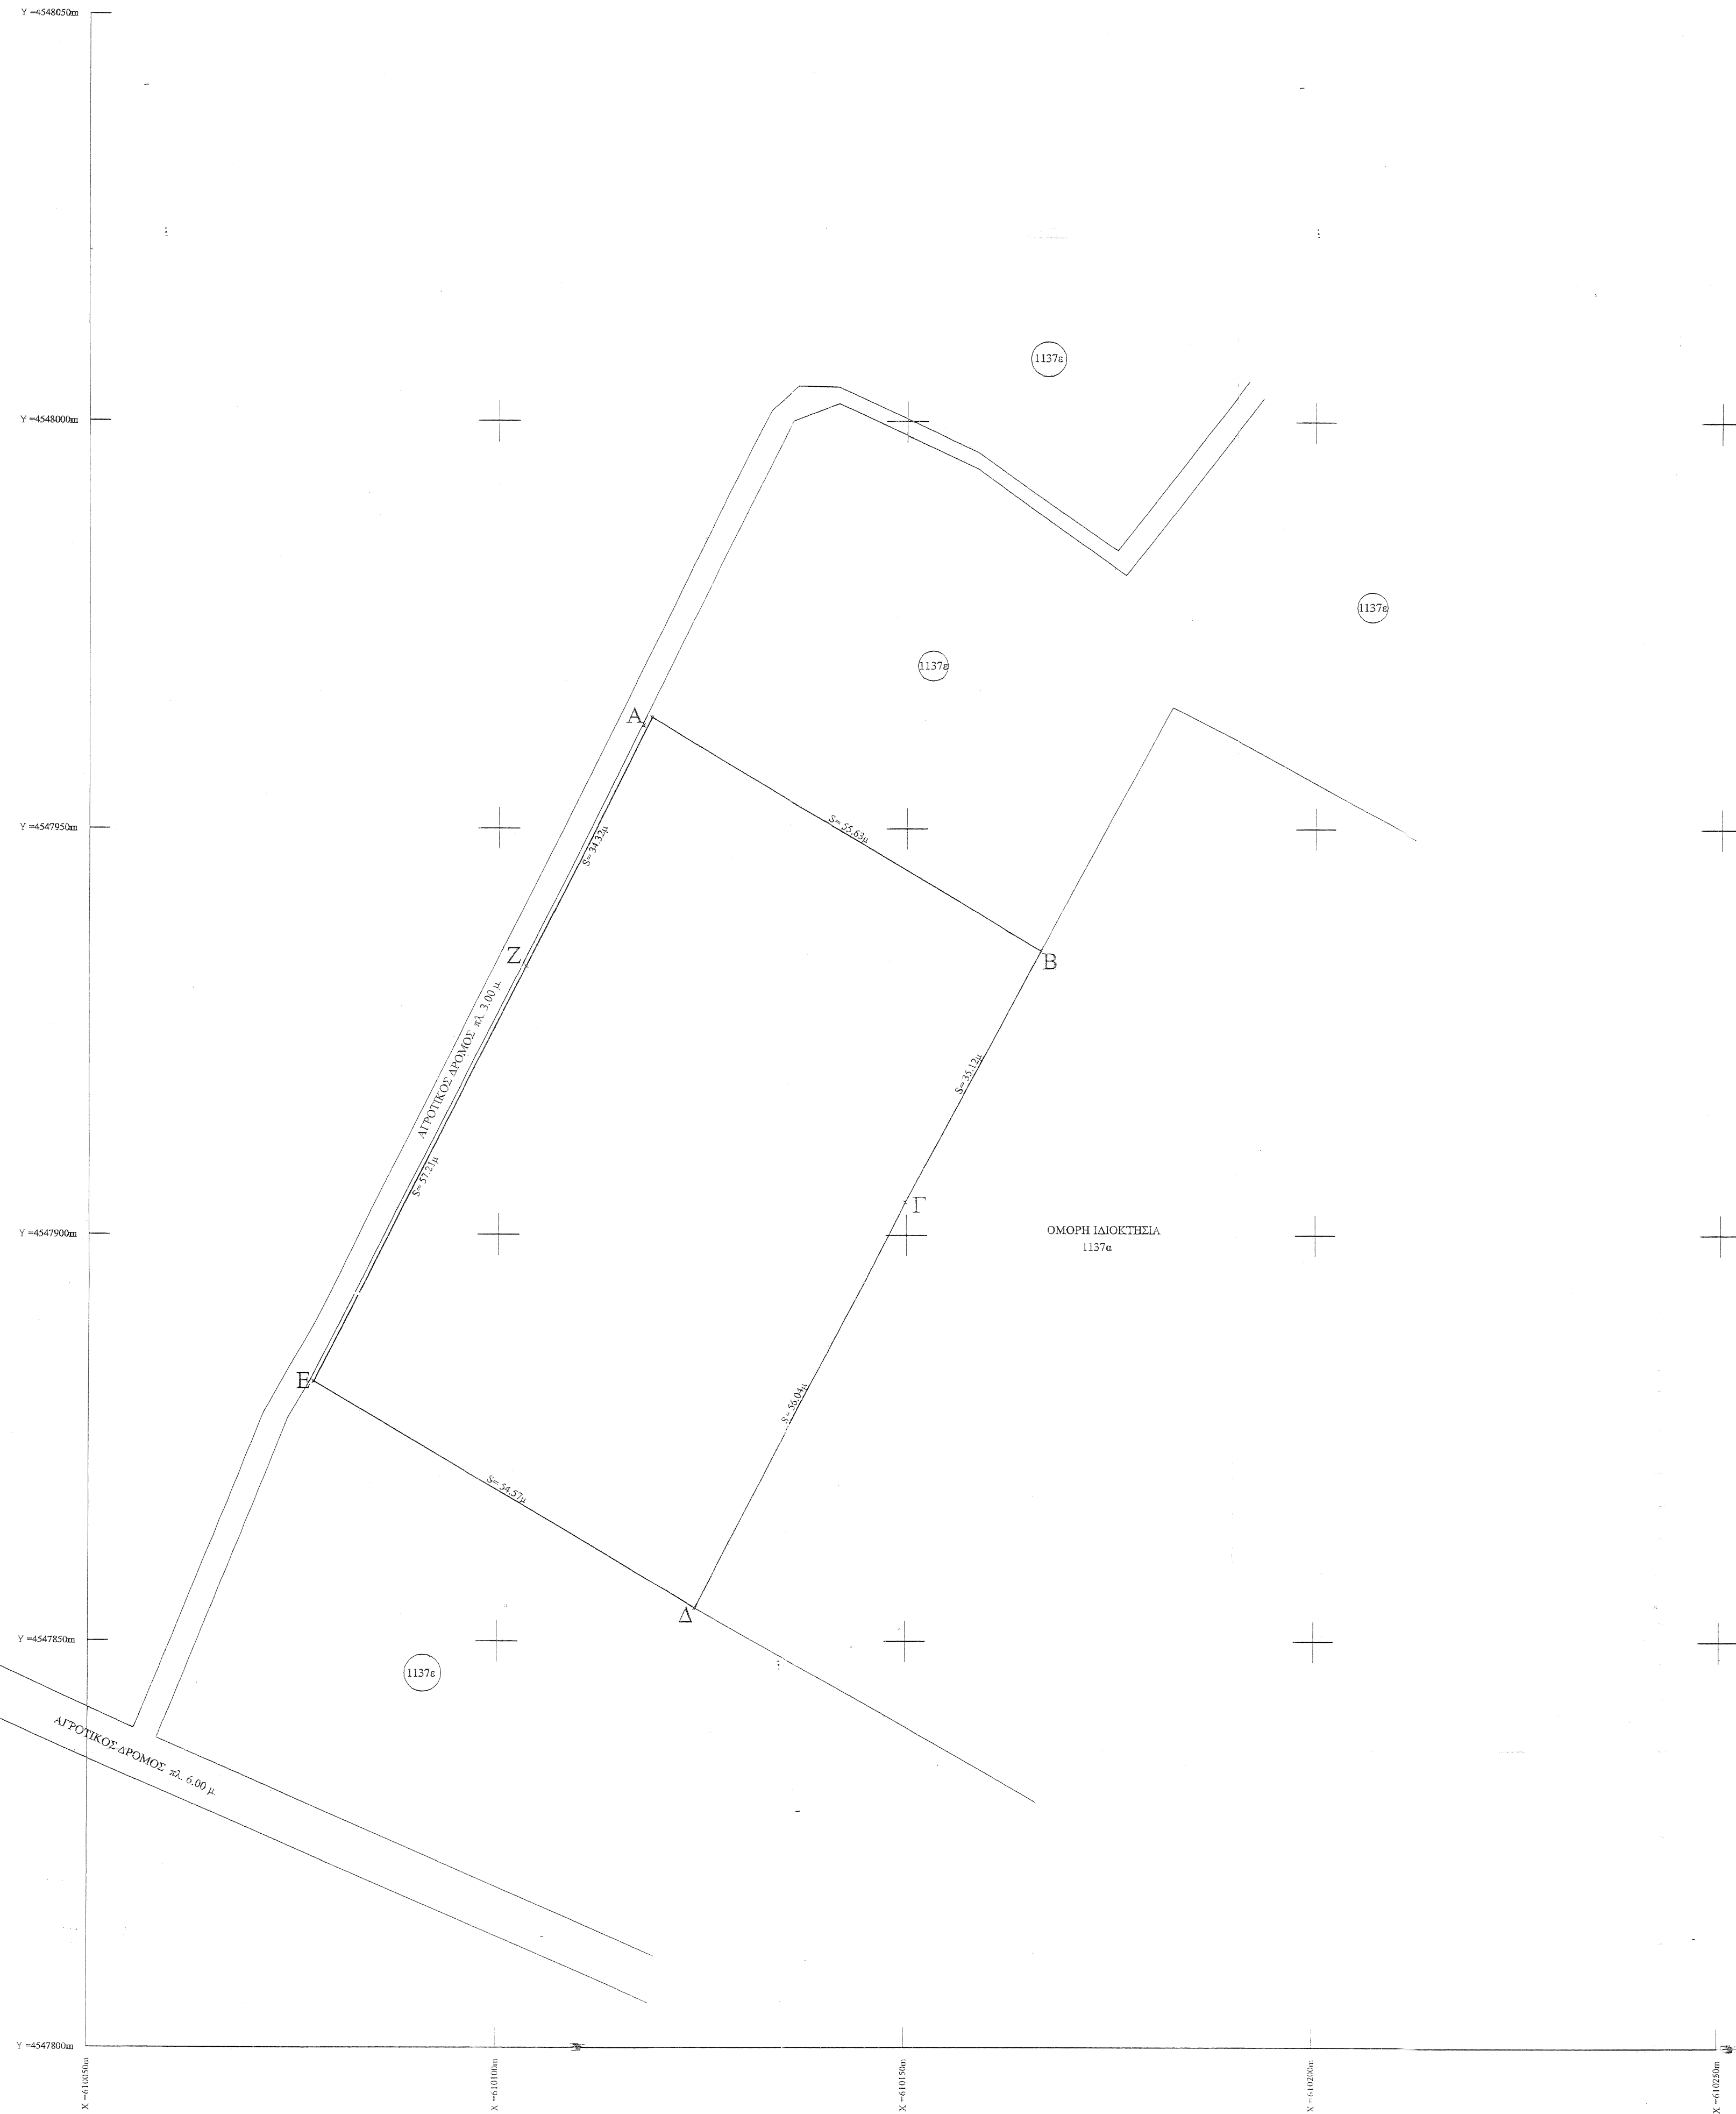 Y =4548050m
1137ε
Y =4548000m
1137ε
1137ε
A
S= 34.32μ
S= 55.63μ
Y =4547950m
Z
B
ΑΓΡΟΤΙΚΟΣ ΔΡΟΜΟΣ πλ. 3.00 μ.
S= 35.12μ
S= 57.21μ
Γ
Y =4547900m
ΟΜΟΡΗ ΙΔΙΟΚΤΗΣΙΑ
1137α
E
S= 56.04μ
S= 54.57μ
Δ
Y =4547850m
1137ε
ΑΓΡΟΤΙΚΟΣ ΔΡΟΜΟΣ πλ. 6.00 μ.
Y =4547800m
X =610050m
X =610100m
X =610150m
X =610200m
X =610250m